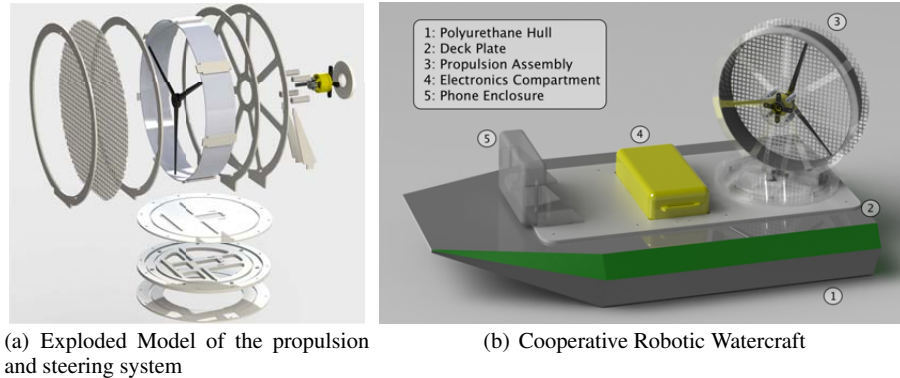 1: Polyurethane Hull
2: Deck Plate
3: Propulsion Assembly
4: Electronics Compartment
5: Phone Enclosure
3
5
4
2
1
(a) Exploded Model of the propulsion
and steering system
(b) Cooperative Robotic Watercraft